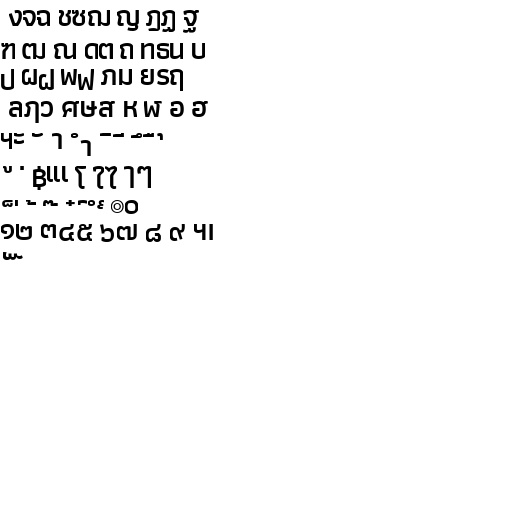 งจฉ ชซฌ ญ ฎฏ ฐ
ฑ ฒ ณ ดต ถ ทธน บ
ป ผฝ พฟ ภม ยรฤ
ลฦว ศษส ห ฬ อ ฮ
ฯะ ั า ำ
฿แเ โ ใไ ๅๆ
๏๐
๑๒ ๓๔๕ ๖๗ ๘ ๙